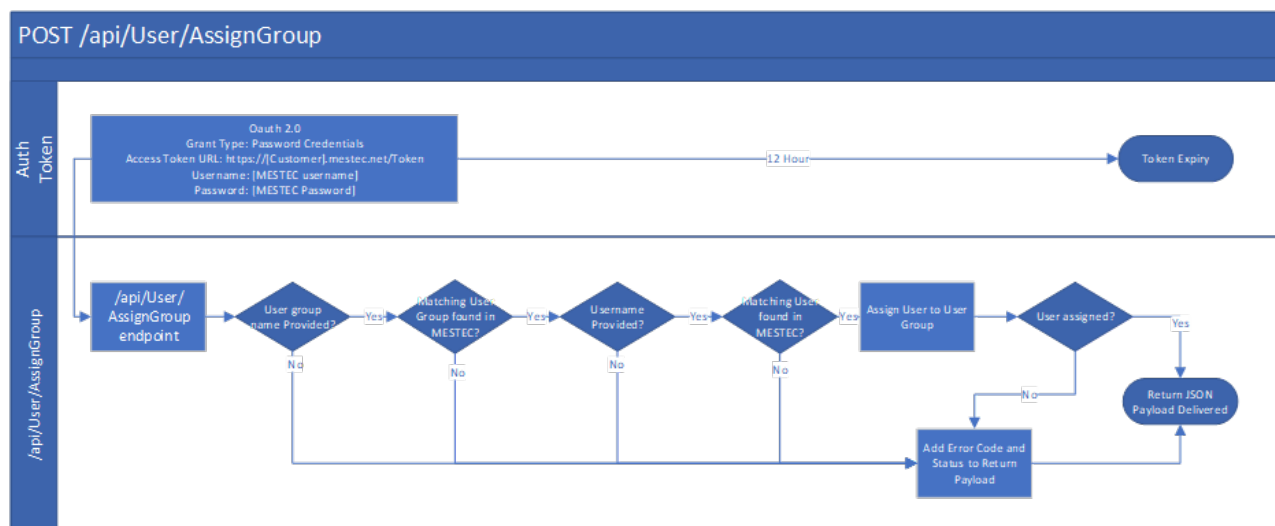 POST /api/User/AssignGroup
Auth
Token
Oauth 2.0
Grant Type: Password Credentials
Access Token URL: https://[Customer].mestec.net/Token
Username: [MESTEC username]
Password: [MESTEC Password]
12 Hour
Token Expiry
/api/User/AssignGroup
/api/User/
AssignGroup
endpoint
User group
name Provided?
Yes
No
Matching User
Group found in
MESTEC?
Yes
No
Username
Provided?
Yes
No
Matching User
found in
MESTEC?
Yes
No
Assign User to User
Group
User assigned?
Yes
No
Return JSON
Payload Delivered
Add Error Code and
Status to Return
Payload